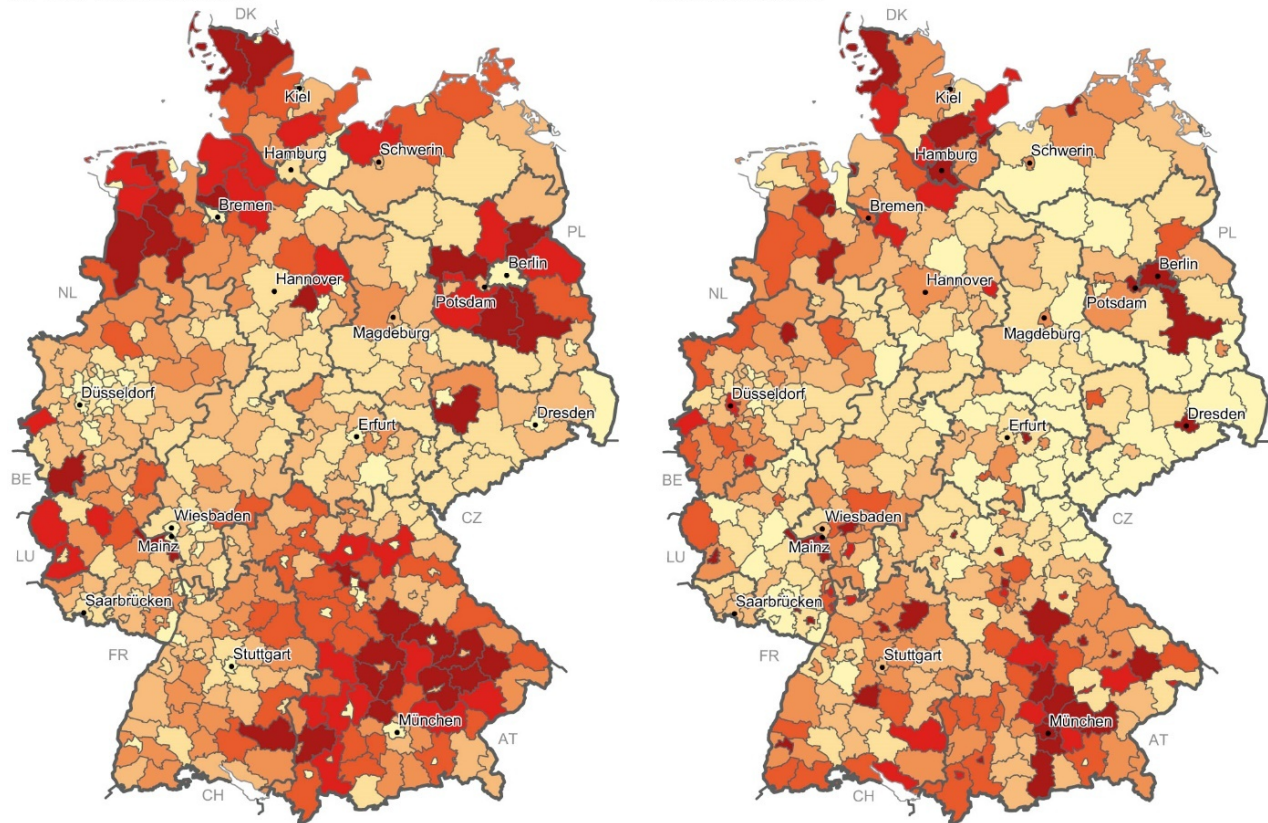 DK
Kiel
Hamburg
Schwerin
Bremen
PL
Berlin
Hannover
Potsdam
NL
Magdeburg
Düsseldorf
Dresden
Erfurt
BE
Wiesbaden
CZ
Mainz
LU
Saarbrücken
FR
Stuttgart
München
AT
CH
DK
Kiel
Hamburg
Schwerin
Bremen
PL
Berlin
Hannover
Potsdam
NL
Magdeburg
Düsseldorf
Dresden
Erfurt
BE
Wiesbaden
CZ
Mainz
LU
Saarbrücken
FR
Stuttgart
München
AT
CH